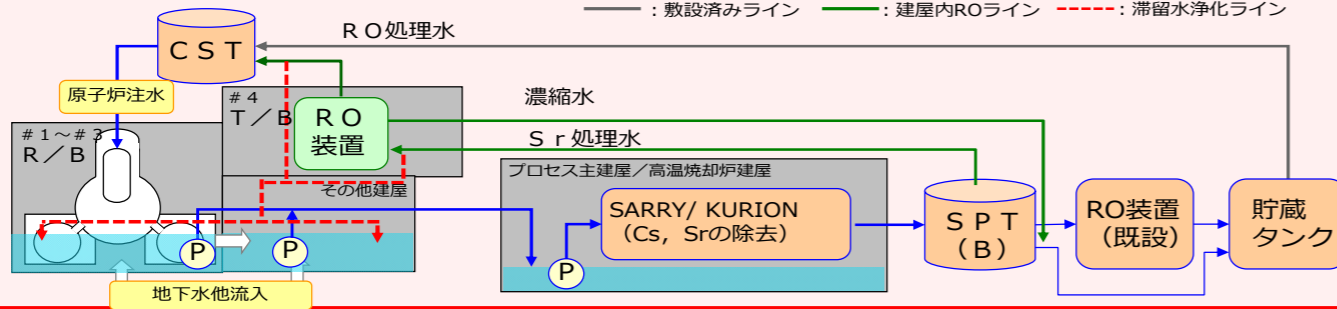 ：敷設済みライン　：建屋内ROライン　：滞留水浄化ライン
ＲＯ処理水
ＣＳＴ
原子炉注水
＃４
Ｔ／Ｂ
ＲＯ
装置
濃縮水
Ｓｒ処理水
＃１～＃３
Ｒ／Ｂ
その他建屋
プロセス主建屋／高温焼却炉建屋
SARRY/ KURION
（Cs，Srの除去）
ＳＰＴ
（Ｂ）
RO装置
（既設）
貯蔵
タンク
P
P
P
地下水他流入